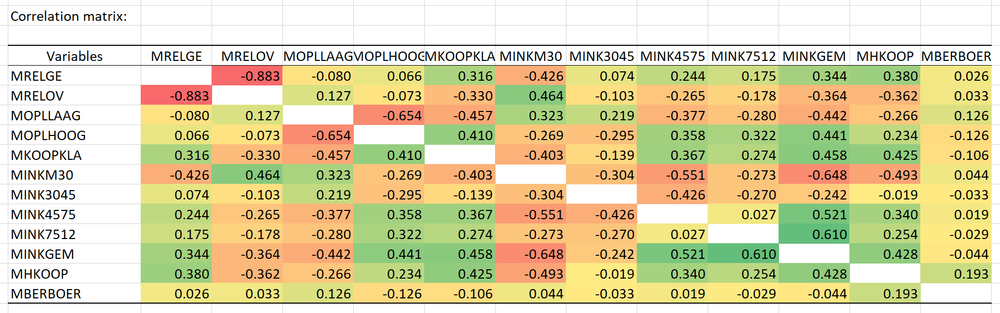 Correlation matrix:
Variables MRELGE MRELOV MOPLLAAG MOPLHOOG MKOOPKLA MINKM30 MINK3045 MINK4575 MINK7512 MINKGEM MHKOOP MBERBOER
MRELGE -0.883 -0.080 0.066 0.316 -0.426 0.074 0.244 0.175 0.344 0.380 0.026
MRELOV -0.883 0.127 -0.073 -0.330 0.464 -0.103 -0.265 -0.178 -0.364 -0.362 0.033
MOPLLAAG -0.080 0.127 -0.654 -0.457 0.323 0.219 -0.377 -0.280 -0.442 -0.266 0.126
MOPLHOOG 0.066 -0.073 -0.654 0.410 -0.269 -0.295 0.358 0.322 0.441 0.234 -0.126
MKOOPKLA 0.316 -0.330 -0.457 0.410 -0.403 -0.139 0.367 0.274 0.458 0.425 -0.106
MINKM30 -0.426 0.464 0.323 -0.269 -0.403 -0.304 -0.551 -0.273 -0.648 -0.493 0.044
MINK3045 0.074 -0.103 0.219 -0.295 -0.139 -0.304 -0.426 -0.270 -0.242 -0.019 -0.033
MINK4575 0.244 -0.265 -0.377 0.358 0.367 -0.551 -0.426 0.027 0.521 0.340 0.019
MINK7512 0.175 -0.178 -0.280 0.322 0.274 -0.273 -0.270 0.027 0.610 0.254 -0.029
MINKGEM 0.344 -0.364 -0.442 0.441 0.458 -0.648 -0.242 0.521 0.610 0.428 -0.044
MHKOOP 0.380 -0.362 -0.266 0.234 0.425 -0.493 -0.019 0.340 0.254 0.428 0.193
MBERBOER 0.026 0.033 0.126 -0.126 -0.106 0.044 -0.033 0.019 -0.029 -0.044 0.193